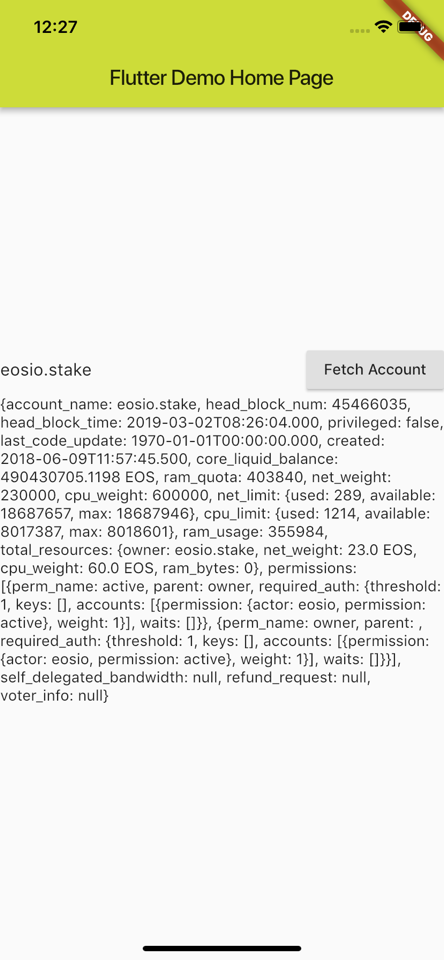 12:27
DEBUG
Flutter Demo Home Page
eosio.stake
Fetch Account
{account_name: eosio.stake, head_block_num: 45466035,
head_block_time: 2019-03-02T08:26:04.000, privileged: false,
last_code_update: 1970-01-01T00:00:00.000, created:
2018-06-09T11:57:45.500, core_liquid_balance:
490430705.1198 EOS, ram_quota: 403840, net_weight:
230000, cpu_weight: 600000, net_limit: {used: 289, available:
18687657, max: 18687946}, cpu_limit: {used: 1214, available:
8017387, max: 8018601}, ram_usage: 355984,
total_resources: {owner: eosio.stake, net_weight: 23.0 EOS,
cpu_weight: 60.0 EOS, ram_bytes: 0}, permissions:
[{perm_name: active, parent: owner, required_auth: {threshold:
1, keys: [], accounts: [{permission: {actor: eosio, permission:
active}, weight: 1}], waits: []}}, {perm_name: owner, parent: ,
required_auth: {threshold: 1, keys: [], accounts: [{permission:
{actor: eosio, permission: active}, weight: 1}], waits: []}}],
self_delegated_bandwidth: null, refund_request: null,
voter_info: null}